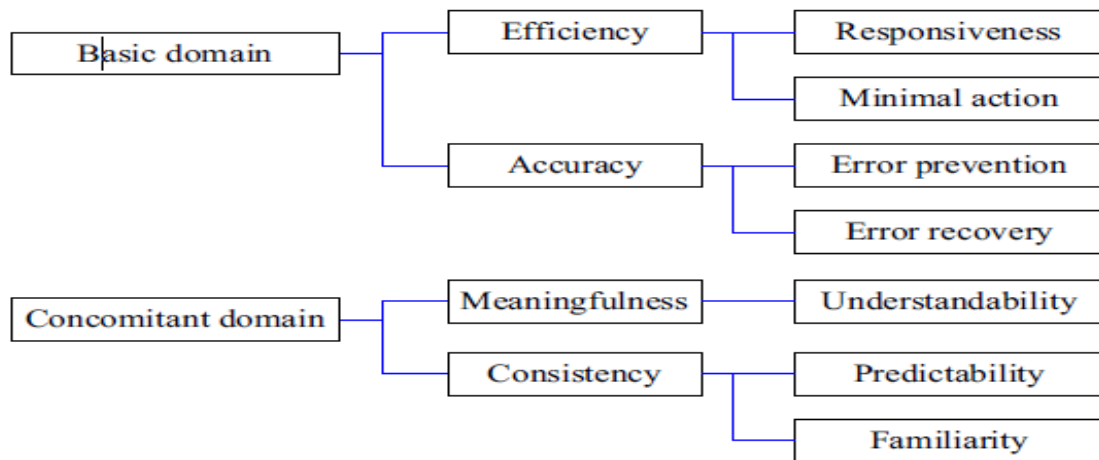 Basic domain
Efficiency
Responsiveness
Minimal action
Accuracy
Error prevention
Error recovery
Concomitant domain
Meaningfulness
Understandability
Consistency
Predictability
Familiarity